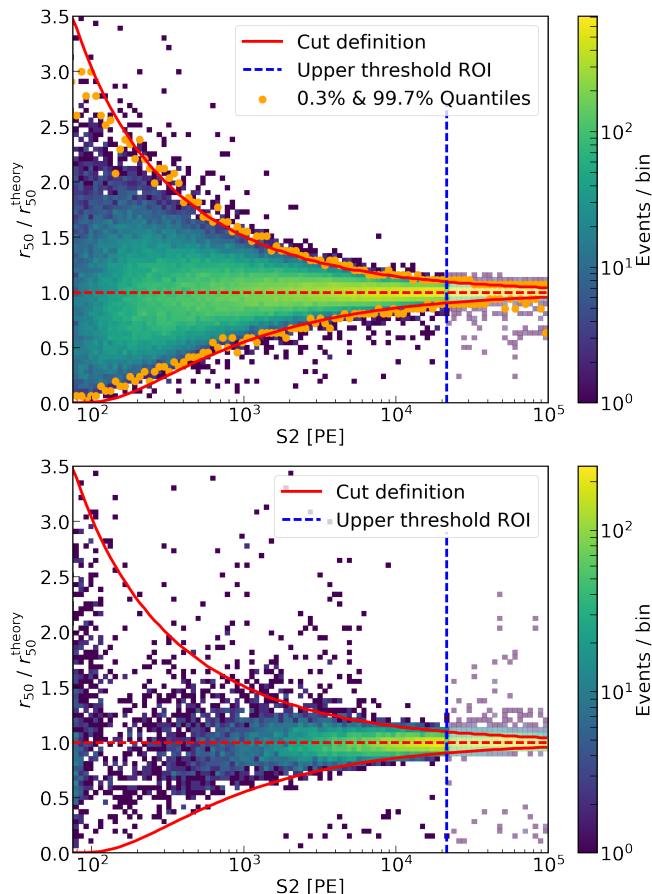 3.5
3.0
2.5
2.0
1.5
1.0
0.5
0.0
r50 / r50^theory
Cut definition
Upper threshold ROI
0.3% & 99.7% Quantiles
10^2
10^3
10^4
10^5
S2 [PE]
10^2
10^1
10^0
Events / bin
3.5
3.0
2.5
2.0
1.5
1.0
0.5
0.0
r50 / r50^theory
Cut definition
Upper threshold ROI
10^2
10^3
10^4
10^5
S2 [PE]
10^2
10^1
10^0
Events / bin